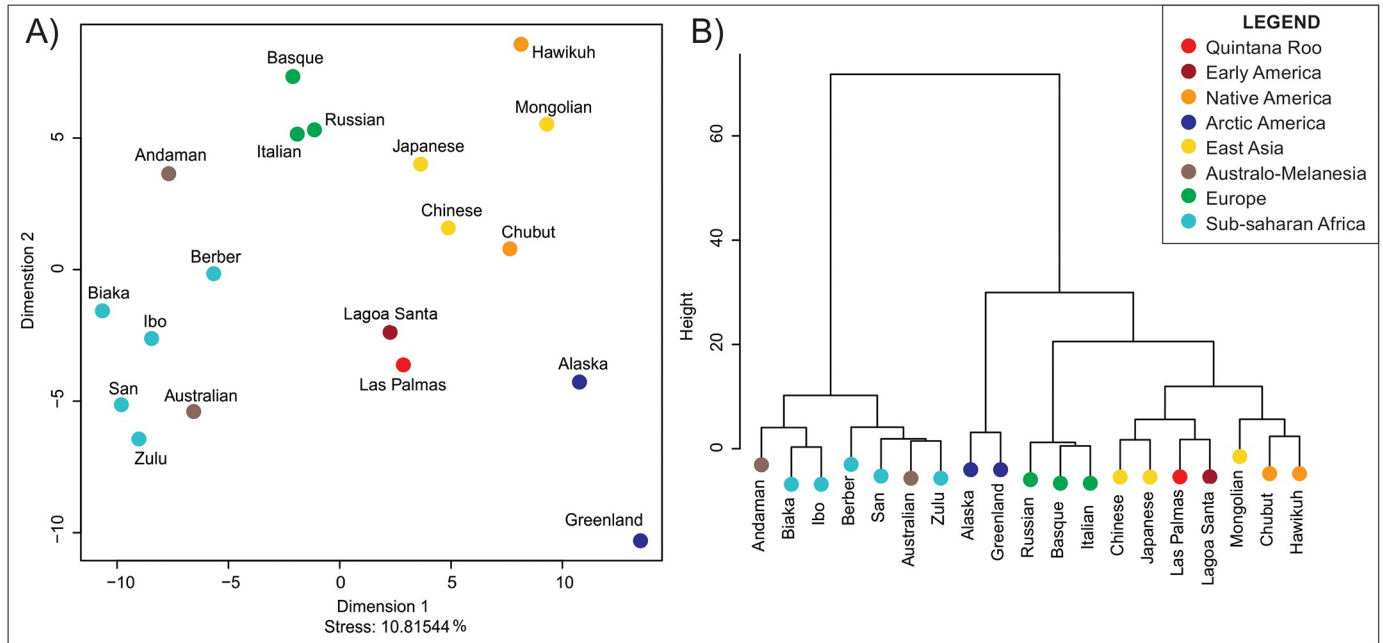 A)
Basque
Hawikuh
Mongolian
Russian
Italian
Japanese
Andaman
Chinese
Chubut
Berber
Biaka
Ibo
Lagoa Santa
Las Palmas
Alaska
San
Australian
Zulu
Greenland
5
0
−5
−10
Dimenstion 2
−10
−5
0
5
10
Dimension 1
Stress: 10.81544 %
B)
60
40
20
0
Height
Andaman
Biaka
Ibo
Berber
San
Australian
Zulu
Alaska
Greenland
Russian
Basque
Italian
Chinese
Japanese
Las Palmas
Lagoa Santa
Mongolian
Chubut
Hawikuh
LEGEND
Quintana Roo
Early America
Native America
Arctic America
East Asia
Australo-Melanesia
Europe
Sub-saharan Africa